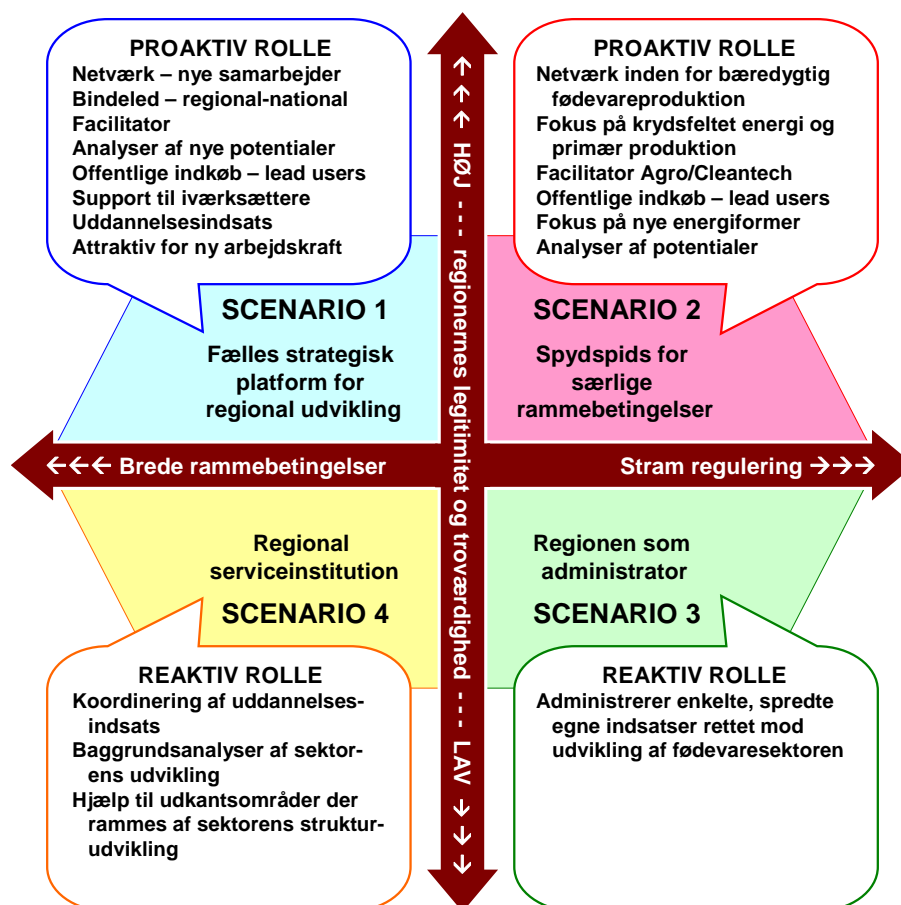 PROAKTIV ROLLE
Netværk – nye samarbejder
Bindeled – regional-national
Facilitator
Analyser af nye potentialer
Offentlige indkøb – lead users
Support til iværksættere
Uddannelsesindsats
Attraktiv for ny arbejdskraft
PROAKTIV ROLLE
Netværk inden for bæredygtig
fødevareproduktion
Fokus på krydsfeltet energi og
primær produktion
Facilitator Agro/Cleantech
Offentlige indkøb – lead users
Fokus på nye energiformer
Analyser af potentialer
SCENARIO 1
Fælles strategisk
platform for
regional udvikling
SCENARIO 2
Spydspids for
særlige
rammebetingelser
←←← LAV - - - regionernes legitimitet og troværdighed - - - HØJ →→→
←←← Brede rammebetingelser
Stram regulering →→→
Regional
serviceinstitution
SCENARIO 4
Regionen som
administrator
SCENARIO 3
REAKTIV ROLLE
Koordinering af uddannelses-
indsats
Baggrundsanalyser af sektor-
ens udvikling
Hjælp til udkantsområder der
rammes af sektorens struktur-
udvikling
REAKTIV ROLLE
Administrerer enkelte, spredte
egne indsatser rettet mod
udvikling af fødevaresektoren